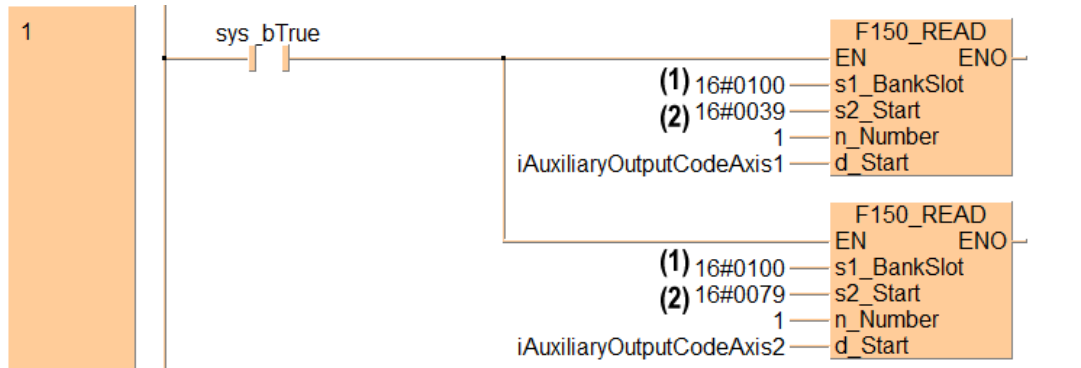 1
sys_bTrue
F150_READ
EN ENO
(1) 16#0100 s1_BankSlot
(2) 16#0039 s2_Start
1 n_Number
iAuxiliaryOutputCodeAxis1 d_Start
F150_READ
EN ENO
(1) 16#0100 s1_BankSlot
(2) 16#0079 s2_Start
1 n_Number
iAuxiliaryOutputCodeAxis2 d_Start